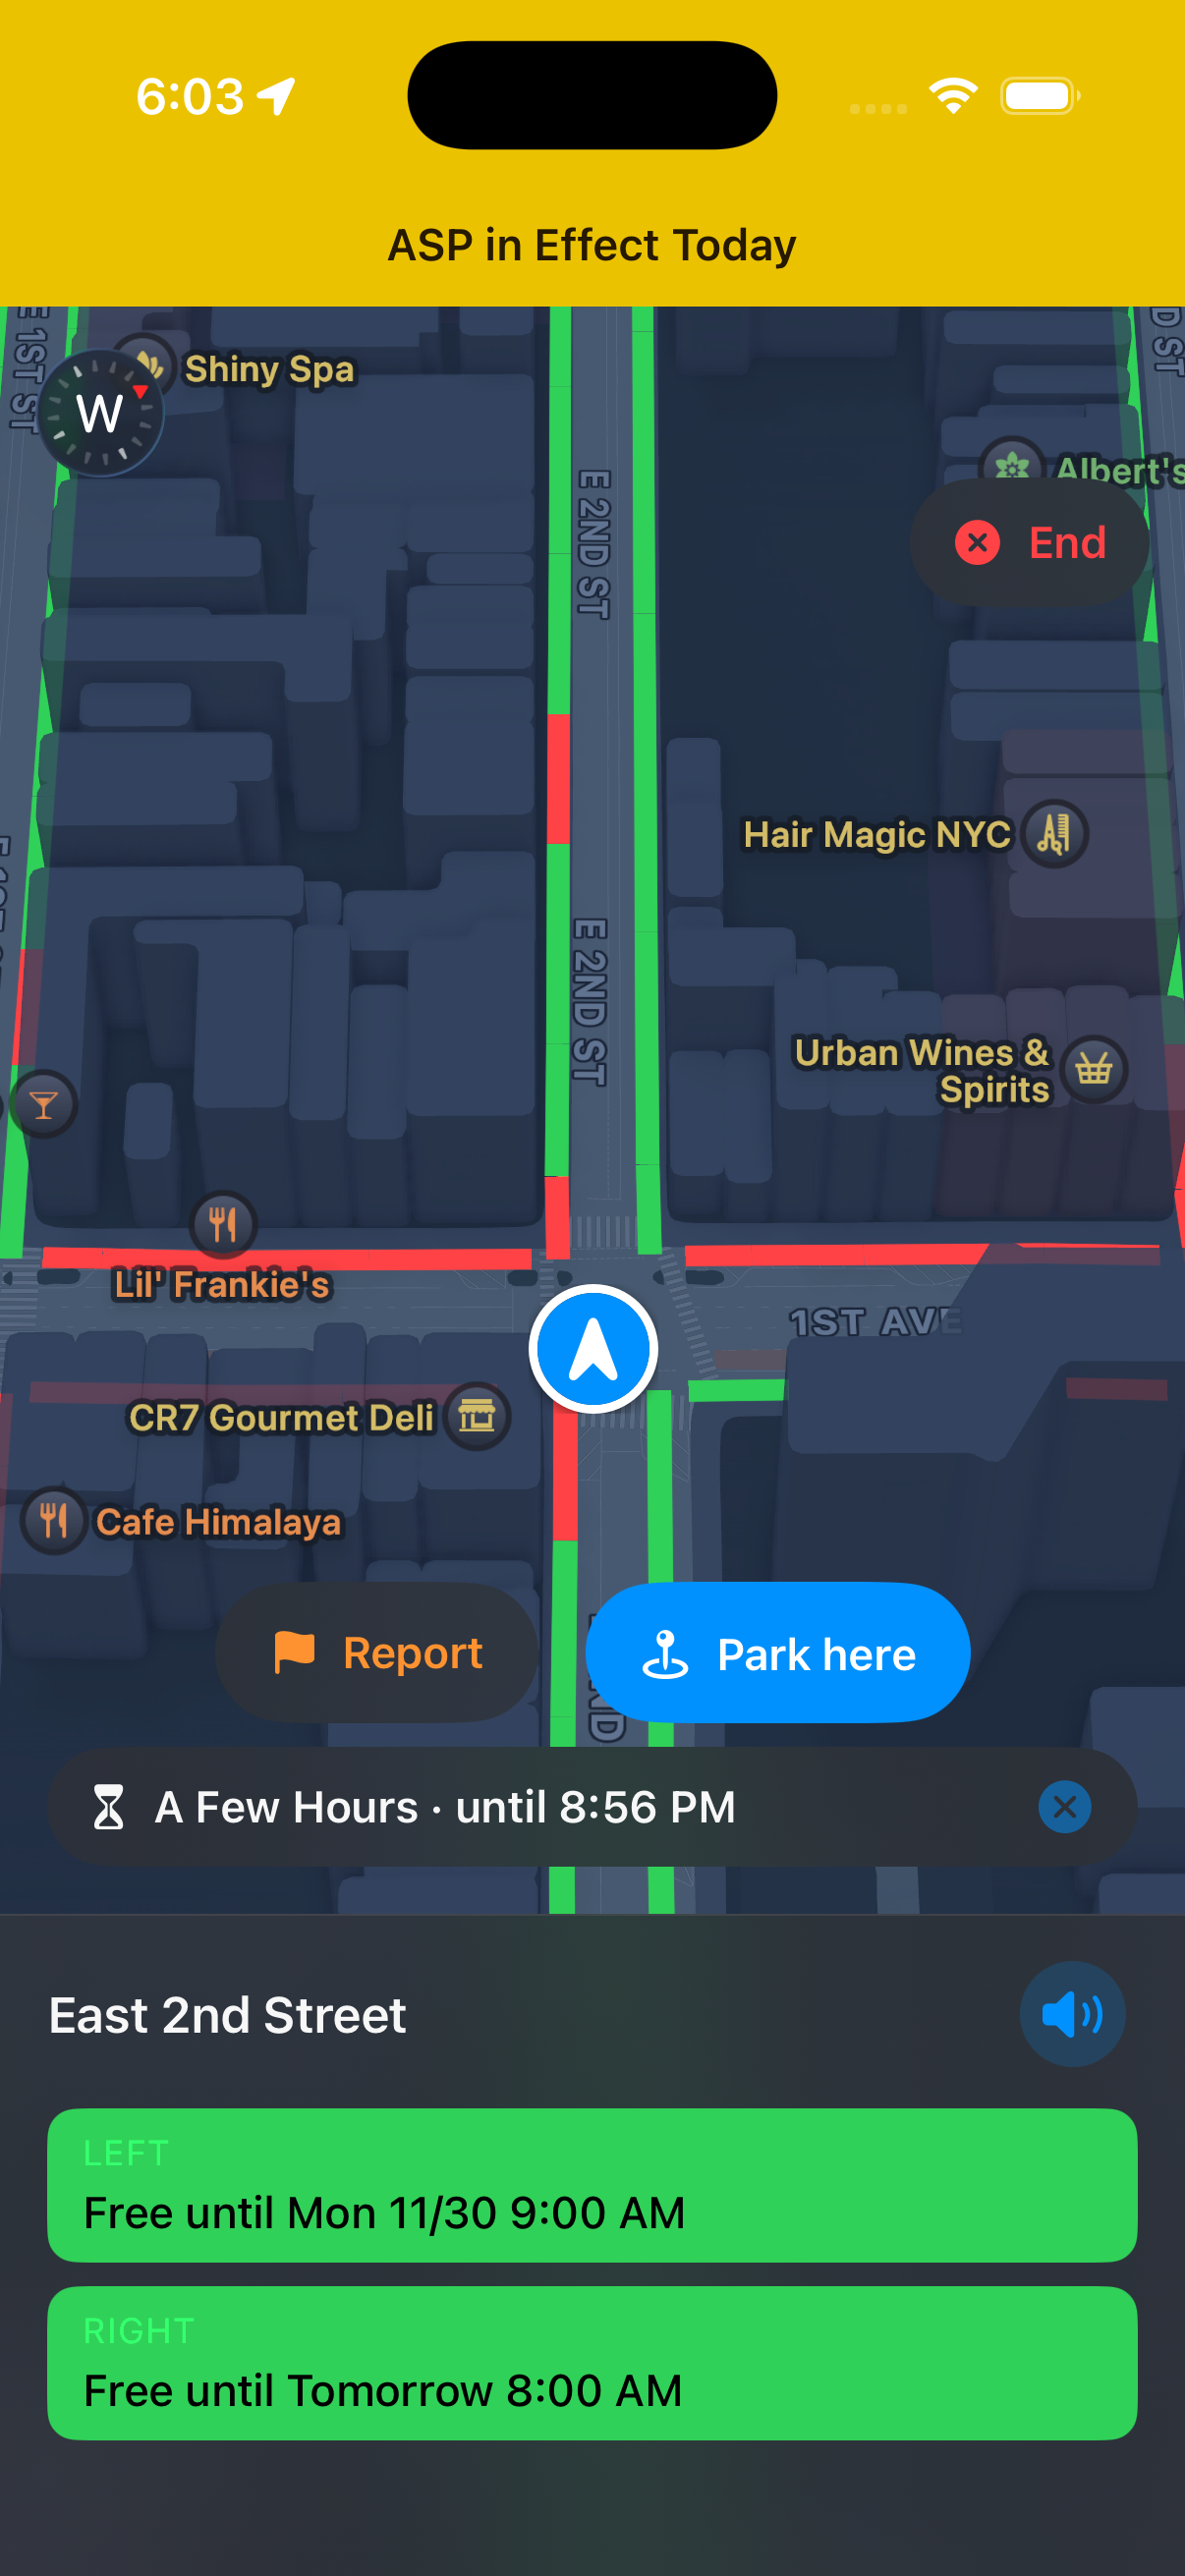 6:03
ASP in Effect Today
E 1ST ST
Shiny Spa
W
E 2ND ST
Albert's
End
Hair Magic NYC
E 2ND ST
Urban Wines &
Spirits
Lil' Frankie's
1ST AVE
CR7 Gourmet Deli
Cafe Himalaya
Report
Park here
A Few Hours · until 8:56 PM
East 2nd Street
LEFT
Free until Mon 11/30 9:00 AM
RIGHT
Free until Tomorrow 8:00 AM